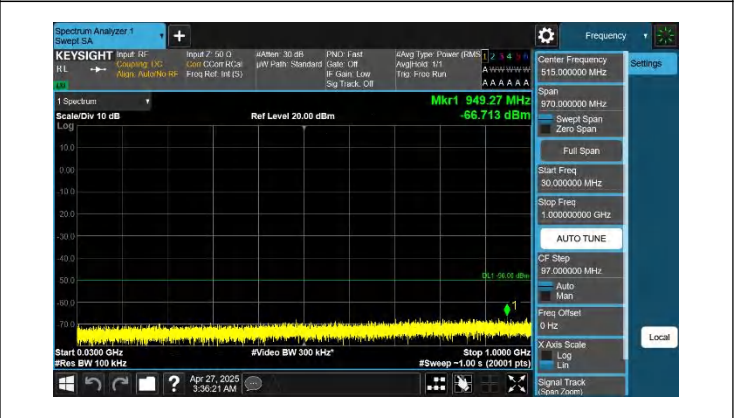 Spectrum Analyzer 1
Swept SA
+
Frequency
KEYSIGHT Input: RF Input Z: 50 Ω #Atten: 30 dB PNO: Fast #Avg Type: Power (RMS 1 2 3 4 5 6
RL Coupling: DC Corr CCorr RCal µW Path: Standard Gate: Off Avg|Hold: 1/1
Align: Auto/No RF Freq Ref: Int (S) IF Gain: Low Trig: Free Run
Sig Track: Off A A A A A A
Center Frequency
515.000000 MHz
Settings
Span
970.000000 MHz
Swept Span
Zero Span
Full Span
Start Freq
30.000000 MHz
Stop Freq
1.000000000 GHz
AUTO TUNE
CF Step
97.000000 MHz
Auto
Man
Freq Offset
0 Hz
X Axis Scale
Log
Lin
Signal Track
(Span Zoom)
Local
1 Spectrum
Mkr1 949.27 MHz
Scale/Div 10 dB Ref Level 20.00 dBm -66.713 dBm
Log
10.0
0.00
-10.0
-20.0
-30.0
-40.0
-50.0
-60.0
-70.0
1
Start 0.0300 GHz #Video BW 300 kHz* Stop 1.0000 GHz
#Res BW 100 kHz #Sweep ~1.00 s (20001 pts)
? Apr 27, 2025
3:36:21 AM